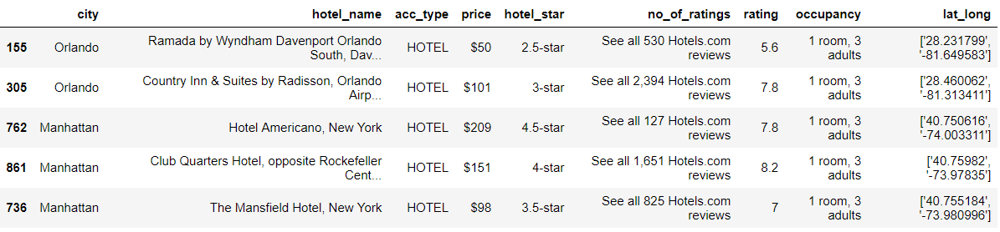 city hotel_name acc_type price hotel_star no_of_ratings rating occupancy lat_long
155 Orlando Ramada by Wyndham Davenport Orlando South, Dav... HOTEL $50 2.5-star See all 530 Hotels.com reviews 5.6 1 room, 3 adults ['28.231799', '-81.649583']
305 Orlando Country Inn & Suites by Radisson, Orlando Airp... HOTEL $101 3-star See all 2,394 Hotels.com reviews 7.8 1 room, 3 adults ['28.460062', '-81.313411']
762 Manhattan Hotel Americano, New York HOTEL $209 4.5-star See all 127 Hotels.com reviews 7.8 1 room, 3 adults ['40.750616', '-74.003311']
861 Manhattan Club Quarters Hotel, opposite Rockefeller Cent... HOTEL $151 4-star See all 1,651 Hotels.com reviews 8.2 1 room, 3 adults ['40.75982', '-73.97835']
736 Manhattan The Mansfield Hotel, New York HOTEL $98 3.5-star See all 825 Hotels.com reviews 7 1 room, 3 adults ['40.755184', '-73.980996']